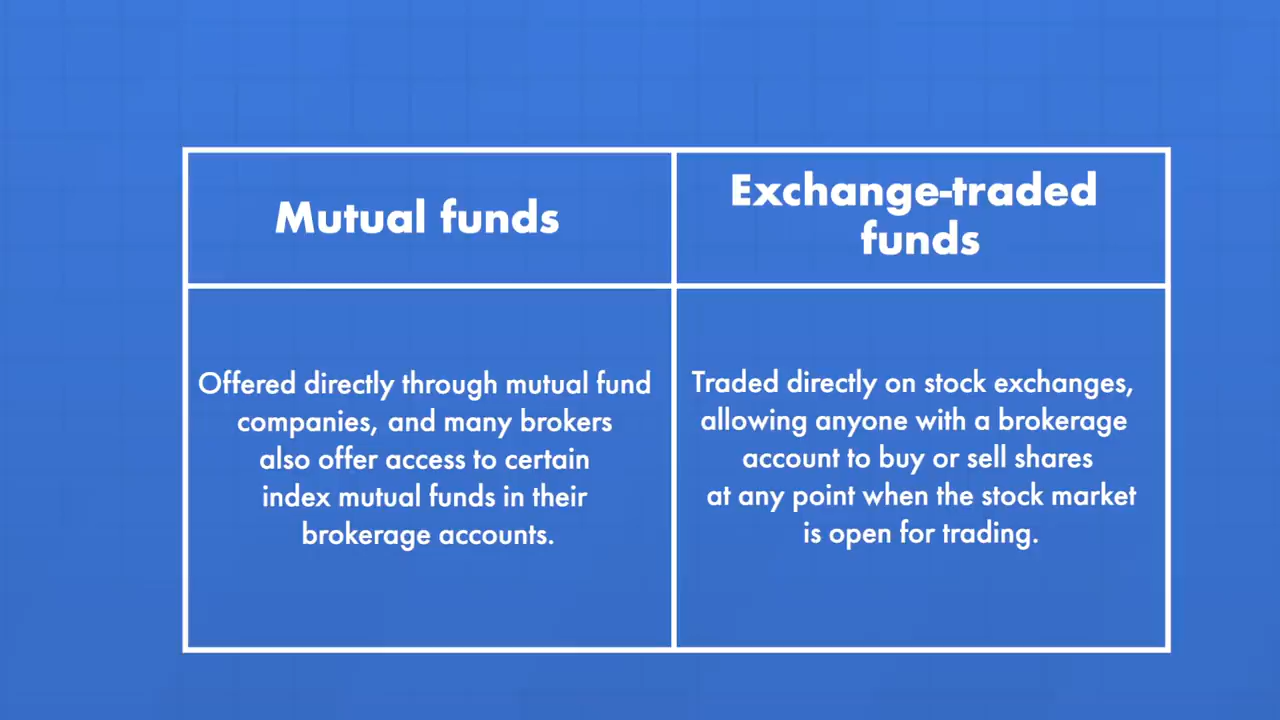 Mutual funds
Exchange-traded
funds
Offered directly through mutual fund
companies, and many brokers
also offer access to certain
index mutual funds in their
brokerage accounts.
Traded directly on stock exchanges,
allowing anyone with a brokerage
account to buy or sell shares
at any point when the stock market
is open for trading.